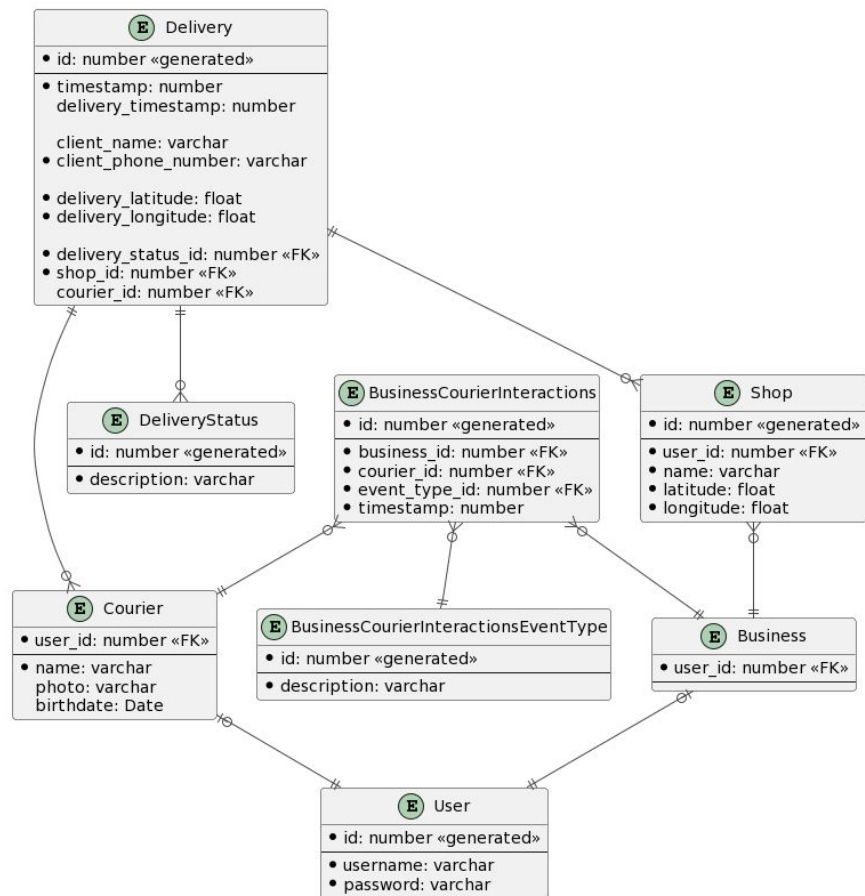 E Delivery
id: number «generated»
timestamp: number
delivery_timestamp: number
client_name: varchar
client_phone_number: varchar
delivery_latitude: float
delivery_longitude: float
delivery_status_id: number «FK»
shop_id: number «FK»
courier_id: number «FK»
E DeliveryStatus
id: number «generated»
description: varchar
E BusinessCourierInteractions
id: number «generated»
business_id: number «FK»
courier_id: number «FK»
event_type_id: number «FK»
timestamp: number
E Shop
id: number «generated»
user_id: number «FK»
name: varchar
latitude: float
longitude: float
E Courier
user_id: number «FK»
name: varchar
photo: varchar
birthdate: Date
E BusinessCourierInteractionsEventType
id: number «generated»
description: varchar
E Business
user_id: number «FK»
E User
id: number «generated»
username: varchar
password: varchar